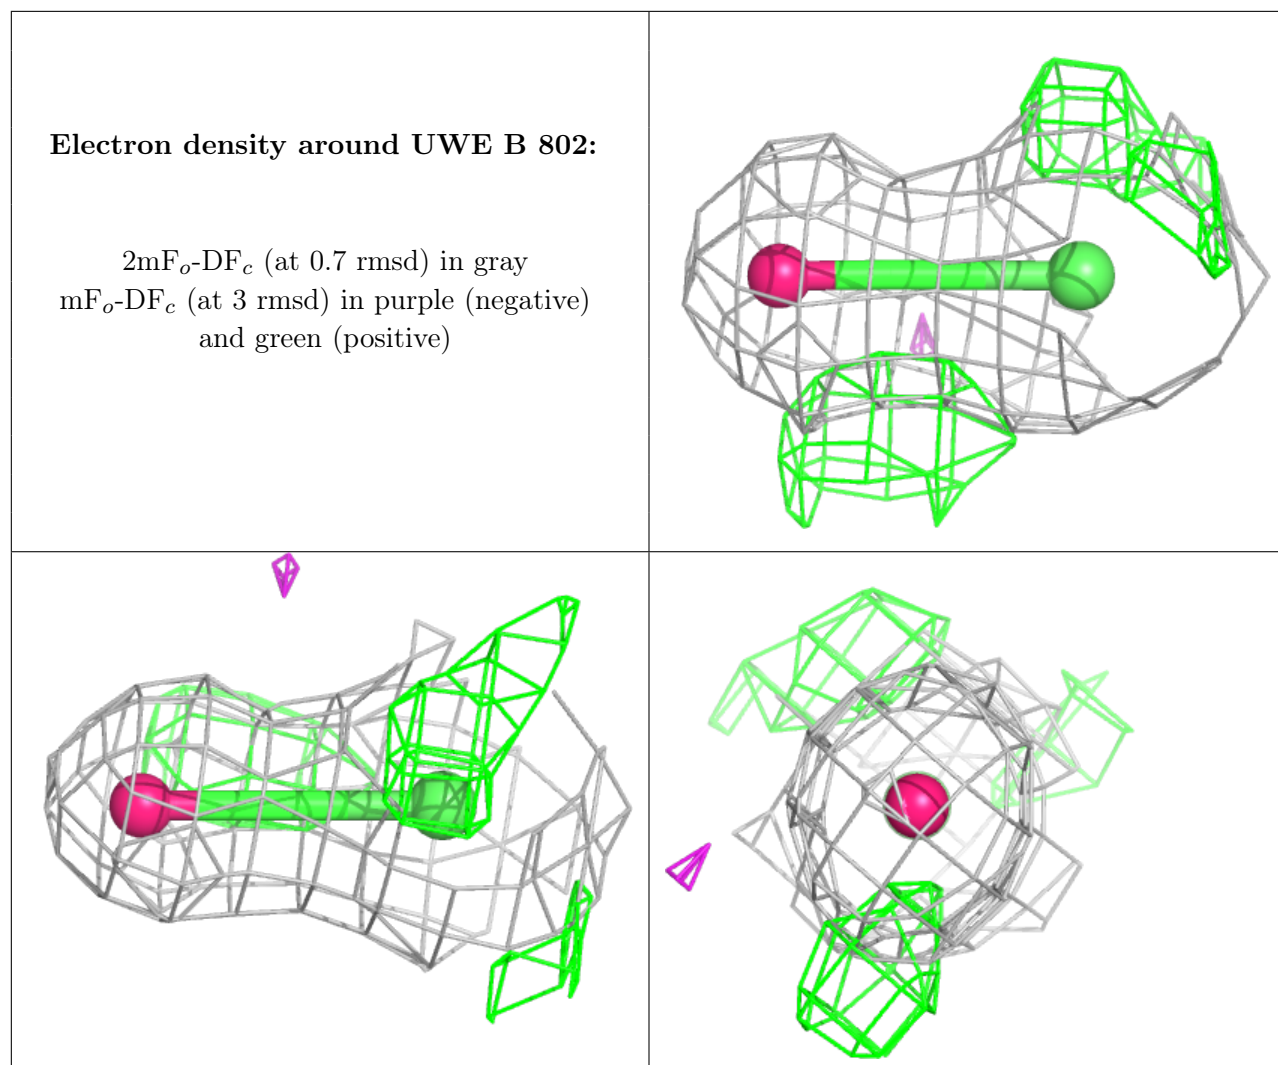 Electron density around UWE B 802:
2mFₒ-DF𝒸 (at 0.7 rmsd) in gray
mFₒ-DF𝒸 (at 3 rmsd) in purple (negative)
and green (positive)